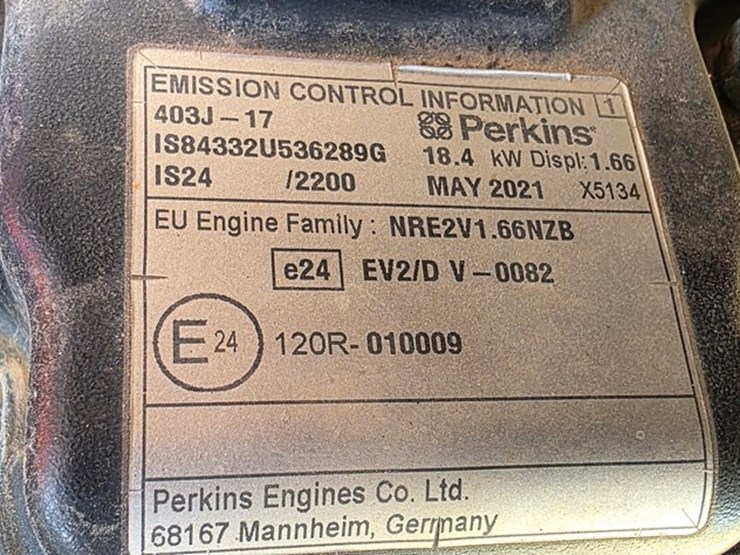 EMISSION CONTROL INFORMATION 1
403J-17 Perkins
IS84332U536289G 18.4 kW Displ:1.66
IS24 /2200 MAY 2021 X5134
EU Engine Family : NRE2V1.66NZB
e24 EV2/D V-0082
E 24 120R-010009
Perkins Engines Co. Ltd.
68167 Mannheim, Germany